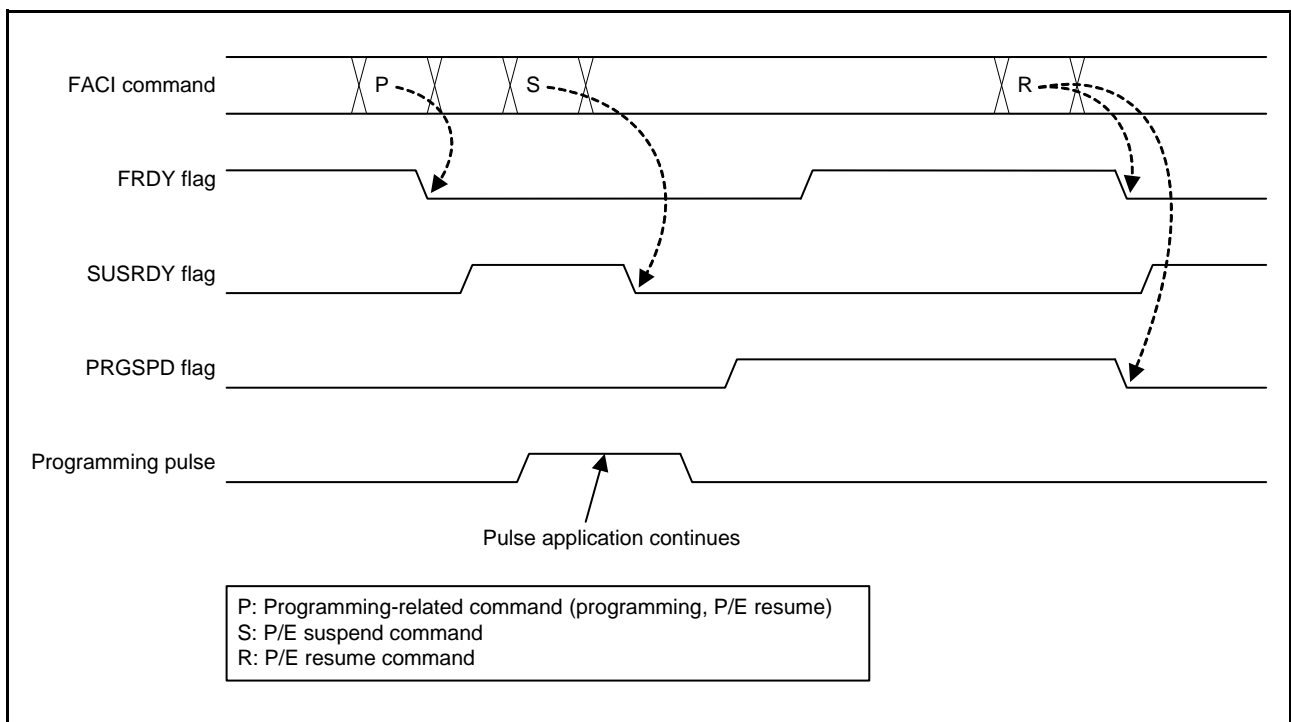 FACI command
P
S
R
FRDY flag
SUSRDY flag
PRGSPD flag
Programming pulse
Pulse application continues
P: Programming-related command (programming, P/E resume)
S: P/E suspend command
R: P/E resume command